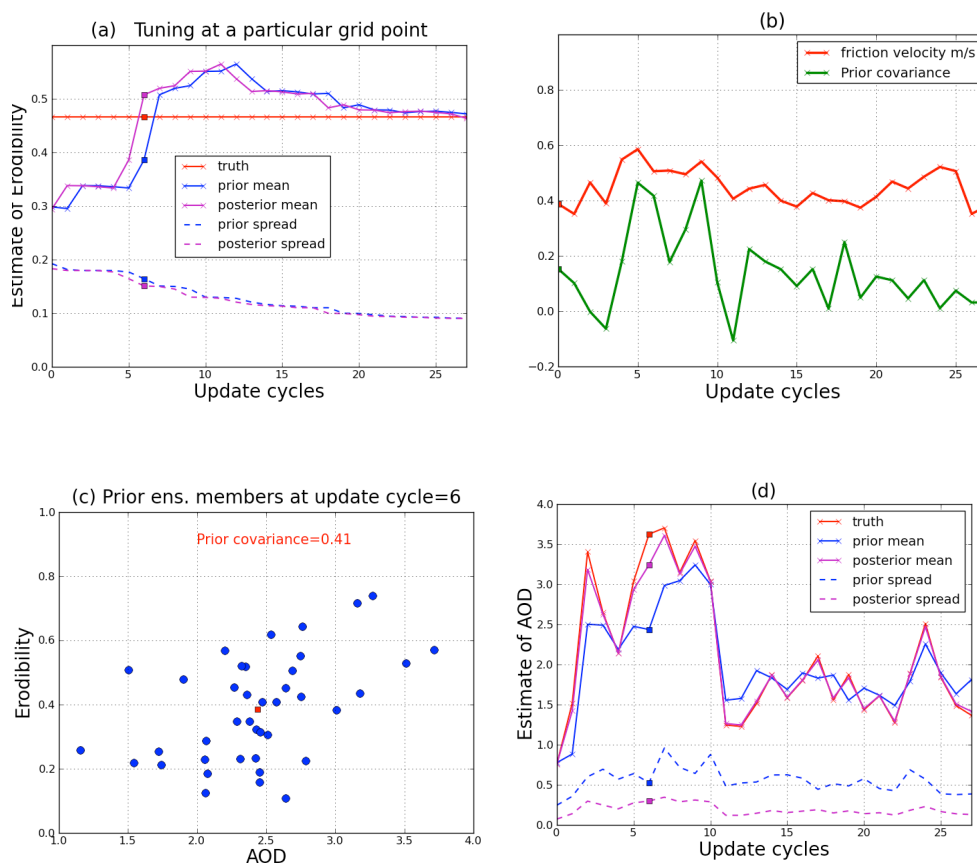 (a) Tuning at a particular grid point
Estimate of Erodibility
0.5
0.4
0.3
0.2
0.1
0.0
truth
prior mean
posterior mean
prior spread
posterior spread
0 5 10 15 20 25
Update cycles
(b)
friction velocity m/s
Prior covariance
0.8
0.6
0.4
0.2
0.0
−0.2
0 5 10 15 20 25
Update cycles
(c) Prior ens. members at update cycle=6
Prior covariance=0.41
Erodibility
1.0
0.8
0.6
0.4
0.2
0.0
1.0 1.5 2.0 2.5 3.0 3.5 4.0
AOD
(d)
truth
prior mean
posterior mean
prior spread
posterior spread
Estimate of AOD
4.0
3.5
3.0
2.5
2.0
1.5
1.0
0.5
0.0
0 5 10 15 20 25
Update cycles